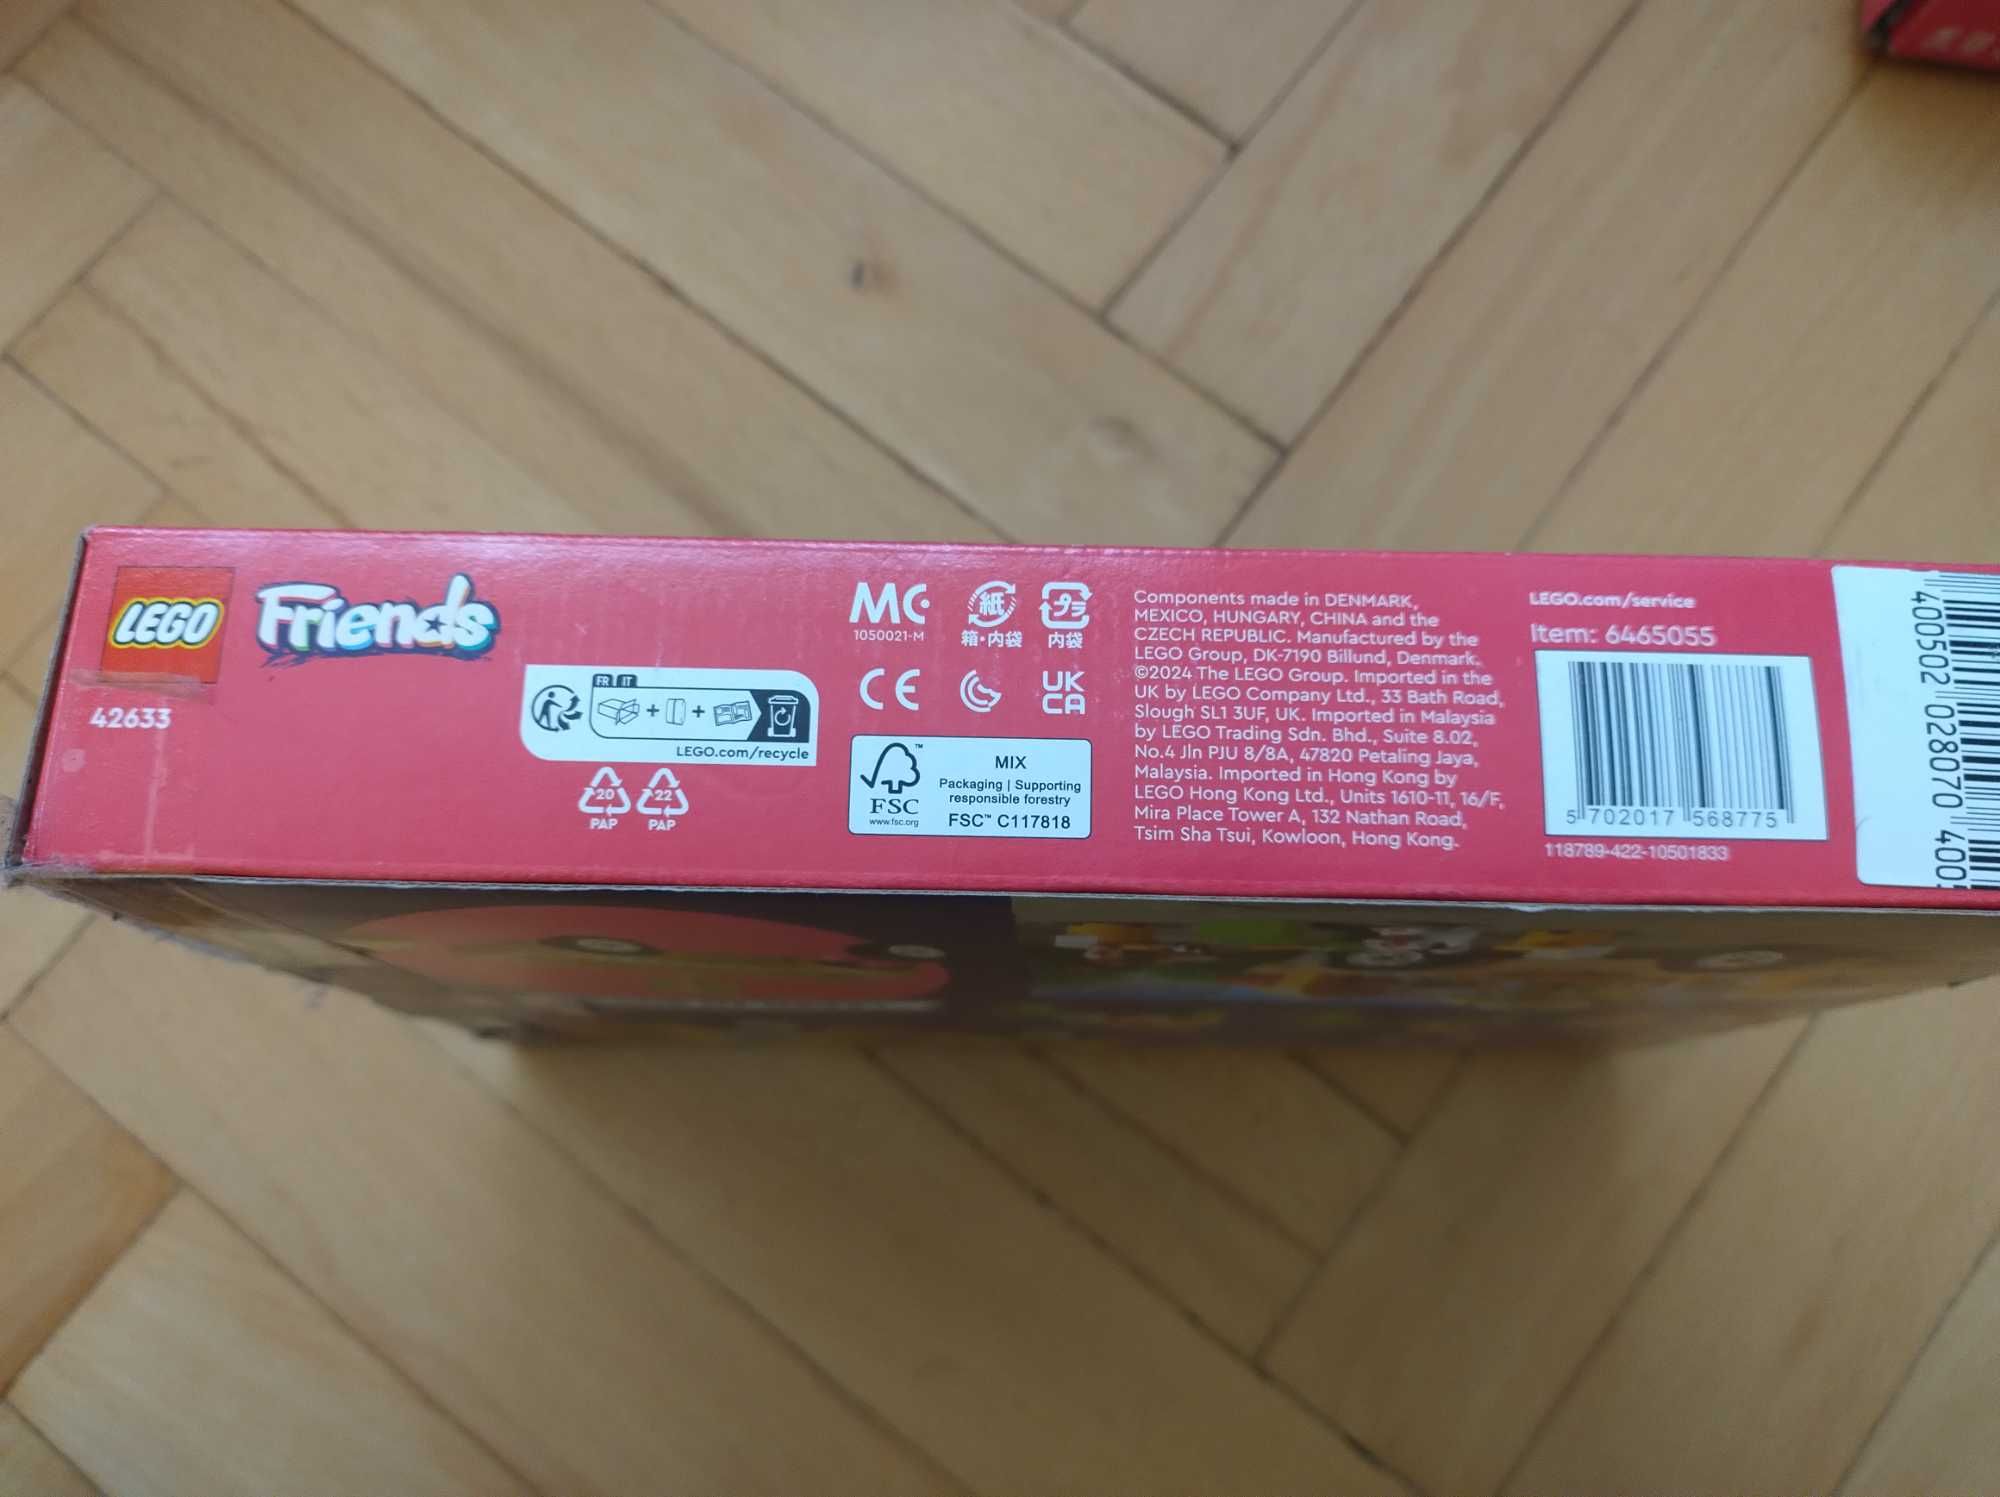 LEGO
Friends
42633
FR IT
LEGO.com/recycle
20
PAP
22
PAP
MC
1050021-M
紙
箱・内袋
プラ
内袋
CE
UK
CA
FSC™
www.fsc.org
MIX
Packaging | Supporting
responsible forestry
FSC™ C117818
Components made in DENMARK,
MEXICO, HUNGARY, CHINA and the
CZECH REPUBLIC. Manufactured by the
LEGO Group, DK-7190 Billund, Denmark.
©2024 The LEGO Group. Imported in the
UK by LEGO Company Ltd., 33 Bath Road,
Slough SL1 3UF, UK. Imported in Malaysia
by LEGO Trading Sdn. Bhd., Suite 8.02,
No.4 Jln PJU 8/8A, 47820 Petaling Jaya,
Malaysia. Imported in Hong Kong by
LEGO Hong Kong Ltd., Units 1610-11, 16/F,
Mira Place Tower A, 132 Nathan Road,
Tsim Sha Tsui, Kowloon, Hong Kong.
LEGO.com/service
Item: 6465055
5 702017 568775
118789-422-10501833
400502 028070 400